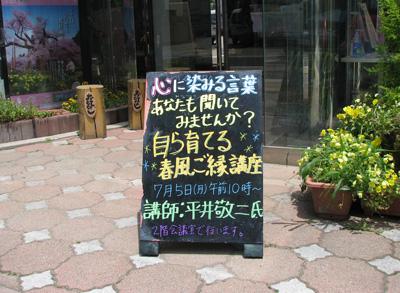 心に染みる言葉
あなたも聞いて
みませんか?
自ら育てる
春風ご縁講座
7月5日(月)午前10時~
講師:平井敬二氏
2階会議室で行います。